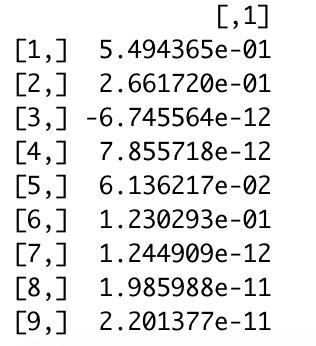 [,1]
[1,] 5.494365e-01
[2,] 2.661720e-01
[3,] -6.745564e-12
[4,] 7.855718e-12
[5,] 6.136217e-02
[6,] 1.230293e-01
[7,] 1.244909e-12
[8,] 1.985988e-11
[9,] 2.201377e-11